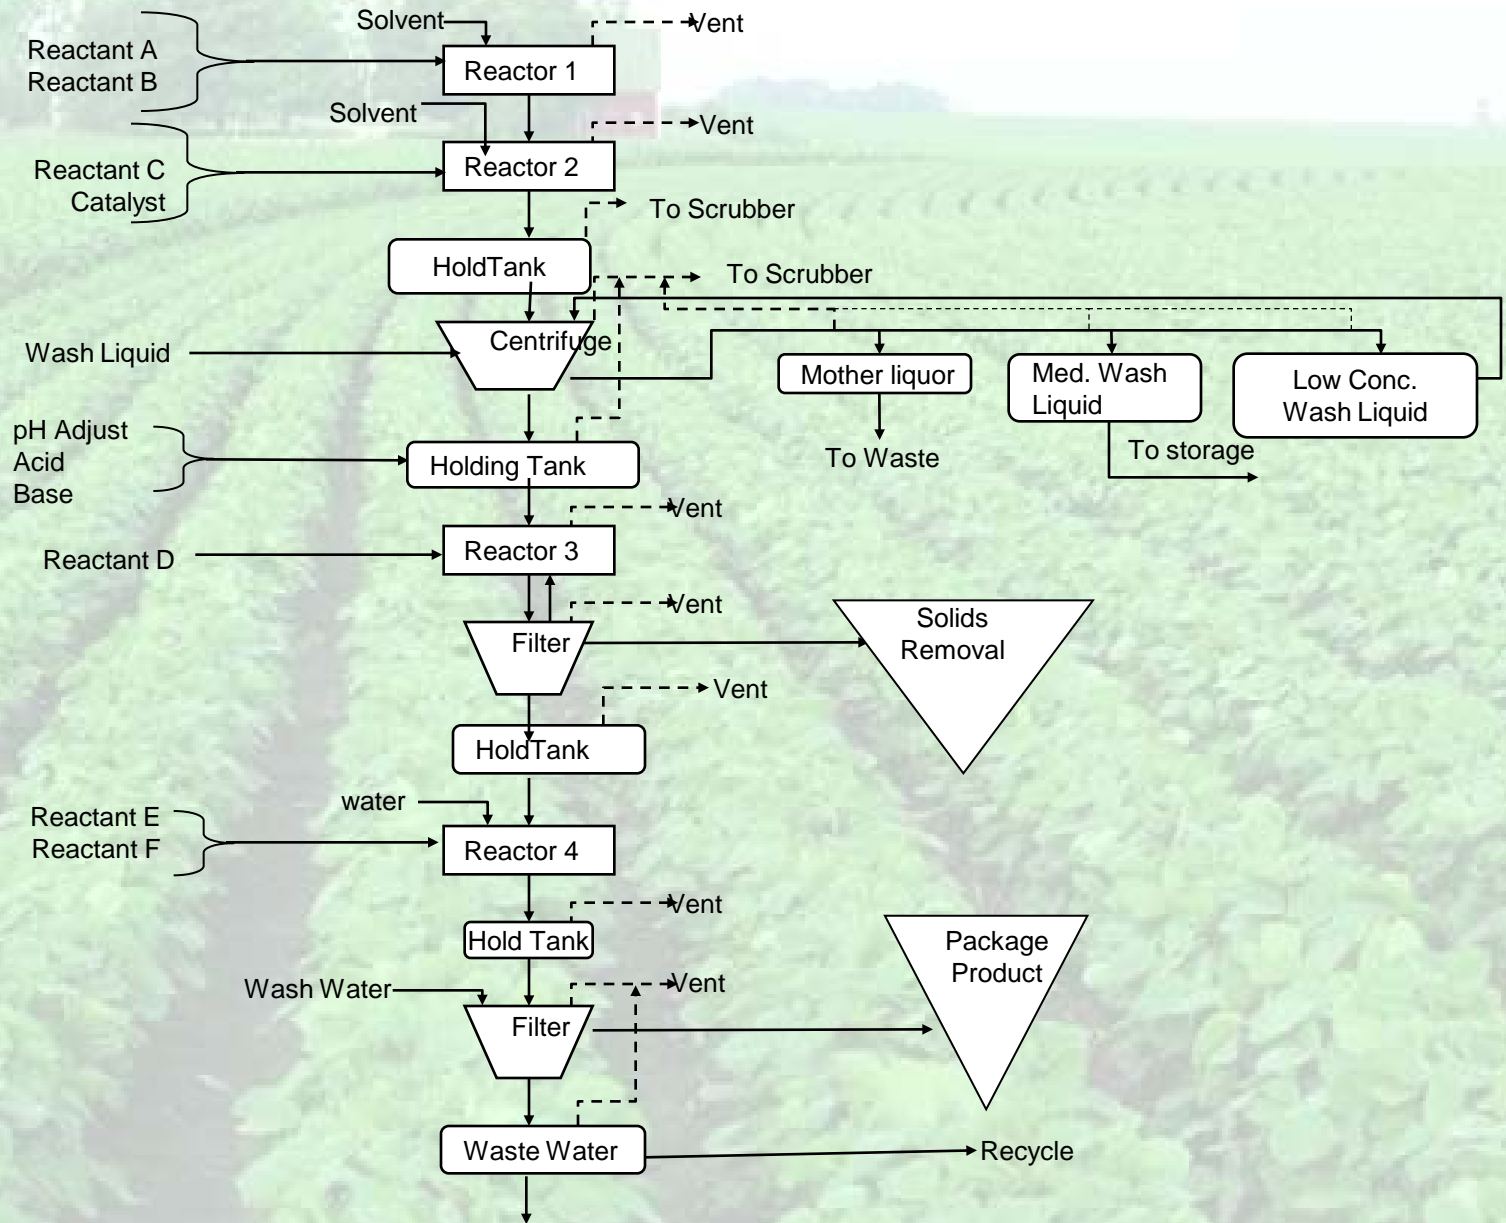 Solvent
Vent
Reactant A
Reactant B
Reactor 1
Solvent
Vent
Reactant C
Catalyst
Reactor 2
To Scrubber
HoldTank
To Scrubber
Centrifuge
Wash Liquid
Mother liquor
Med. Wash
Liquid
Low Conc.
Wash Liquid
To Waste
To storage
pH Adjust
Acid
Base
Holding Tank
Vent
Reactant D
Reactor 3
Vent
Filter
Solids
Removal
Vent
HoldTank
water
Reactant E
Reactant F
Reactor 4
Vent
Hold Tank
Package
Product
Wash Water
Vent
Filter
Waste Water
Recycle